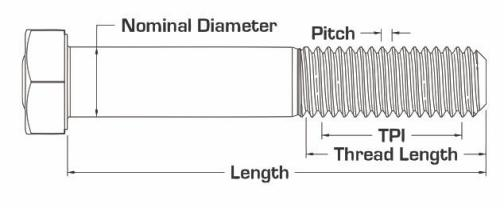 Nominal Diameter
Pitch
TPI
Thread Length
Length